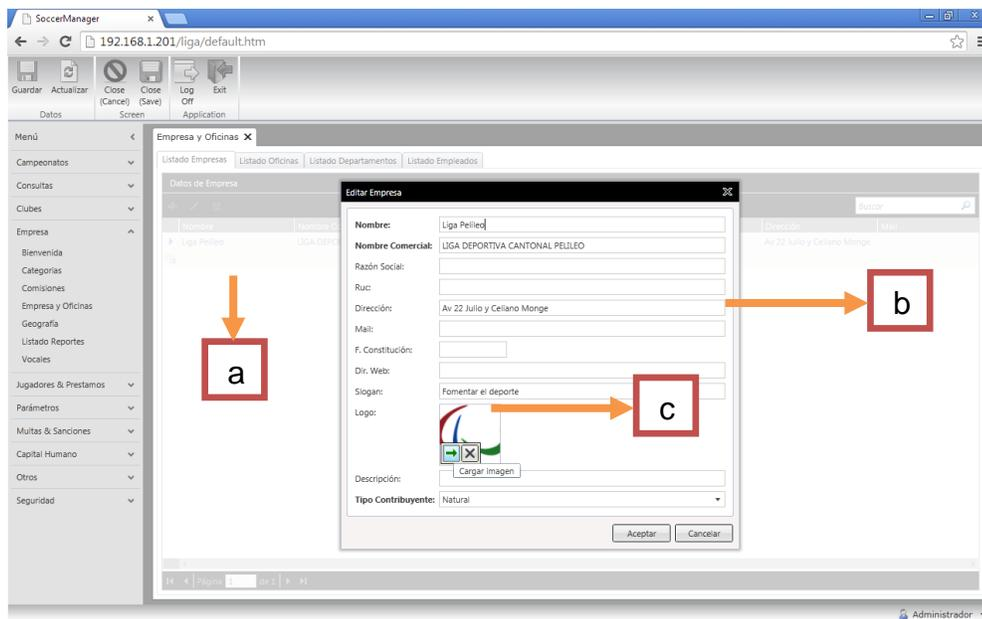 SoccerManager
192.168.1.201/liga/default.htm
Guardar Actualizar Close (Cancel) Close (Save) Log Off Exit
Datos Screen Application
Menú
Empresa y Oficinas
Campeonatos
Listado Empresas Listado Oficinas Listado Departamentos Listado Empleados
Consultas
Datos de Empresa
Clubes
Buscar
Empresa
Nombre Nombre C Dirección Mail
Liga Pelileo LIGA DEPO Av 22 Julio y Celiano Monge
Bienvenida
Categorias
Comisiones
Empresa y Oficinas
Geografía
Listado Reportes
Vocales
Jugadores & Prestamos
Parámetros
Multas & Sanciones
Capital Humano
Otros
Seguridad
Editar Empresa
Nombre: Liga Pelileo
Nombre Comercial: LIGA DEPORTIVA CANTONAL PELILEO
Razón Social:
Ruc:
Dirección: Av 22 Julio y Celiano Monge
Mail:
F. Constitución:
Dir. Web:
Slogan: Fomentar el deporte
Logo:
Cargar imagen
Descripción:
Tipo Contribuyente: Natural
Aceptar Cancelar
a
b
c
Página 1 de 1
Administrador